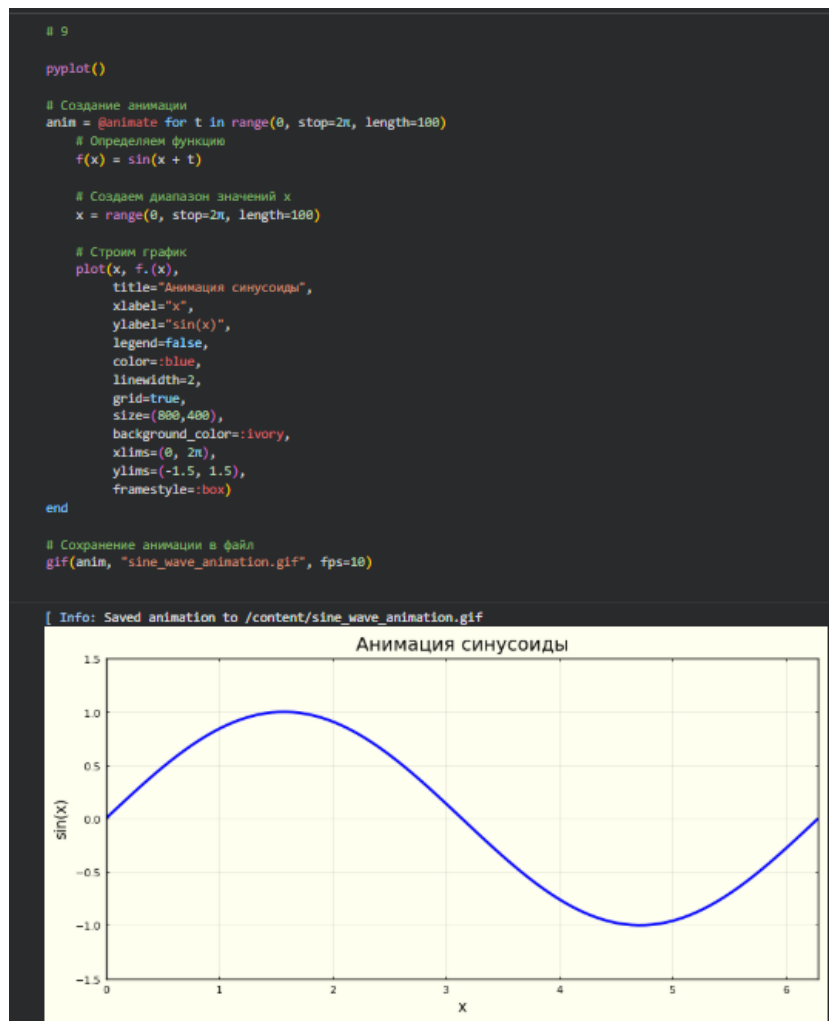 # 9
pyplot()
# Создание анимации
anim = @animate for t in range(0, stop=2π, length=100)
# Определяем функцию
f(x) = sin(x + t)
# Создаем диапазон значений x
x = range(0, stop=2π, length=100)
# Строим график
plot(x, f.(x),
title="Анимация синусоиды",
xlabel="x",
ylabel="sin(x)",
legend=false,
color=:blue,
linewidth=2,
grid=true,
size=(800,400),
background_color=:ivory,
xlims=(0, 2π),
ylims=(-1.5, 1.5),
framestyle=:box)
end
# Сохранение анимации в файл
gif(anim, "sine_wave_animation.gif", fps=10)
[ Info: Saved animation to /content/sine_wave_animation.gif
Анимация синусоиды
1.5
1.0
0.5
0.0
−0.5
−1.0
−1.5
sin(x)
0 1 2 3 4 5 6
x